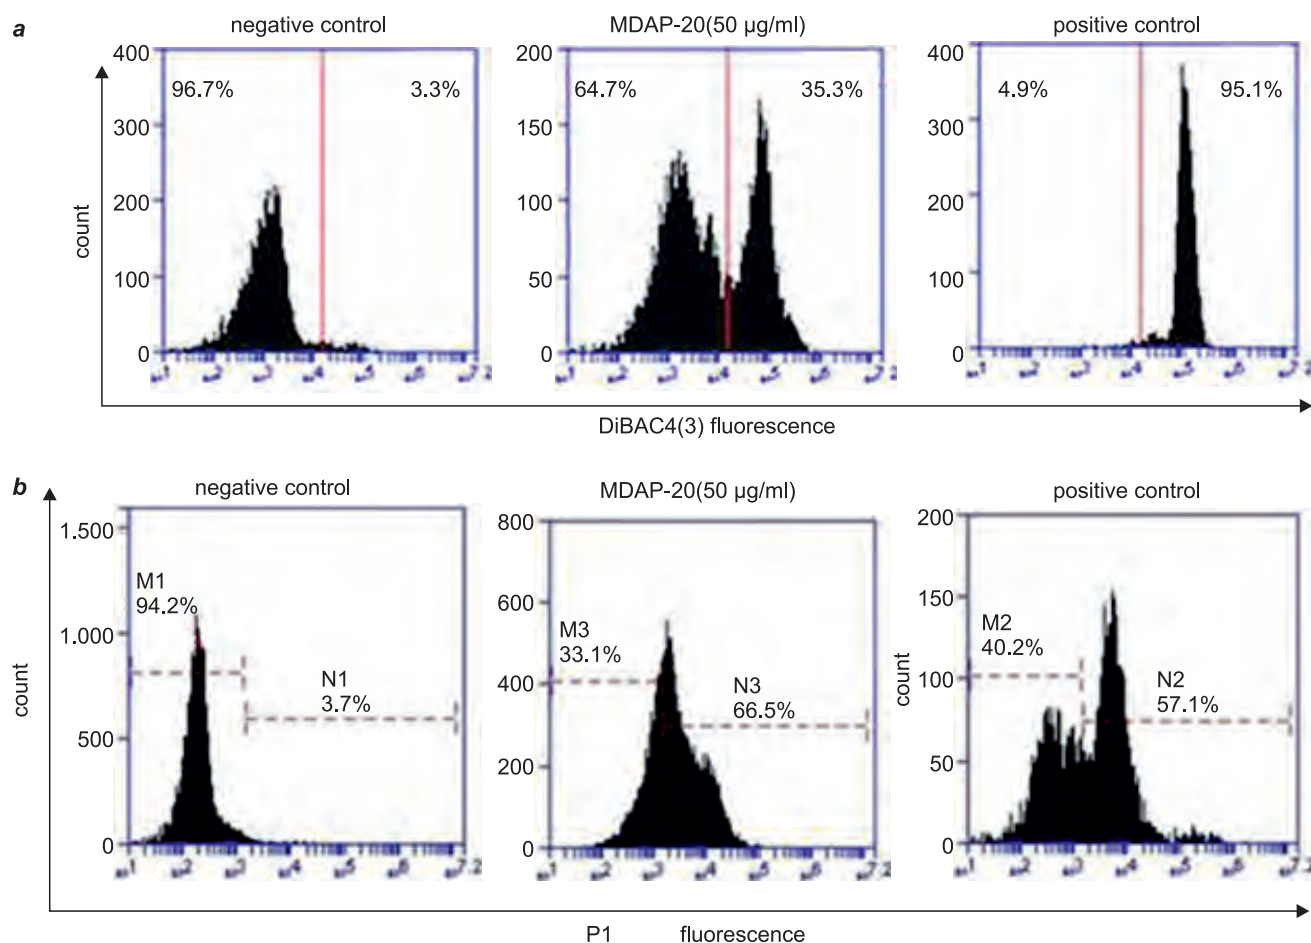 a
negative control
MDAP-20(50 µg/ml)
positive control
400
300
200
100
0
96.7%
3.3%
200
150
100
50
0
64.7%
35.3%
400
300
200
100
0
4.9%
95.1%
count
DiBAC4(3) fluorescence
b
negative control
MDAP-20(50 µg/ml)
positive control
1.500
1.000
500
0
M1
94.2%
N1
3.7%
800
600
400
200
0
M3
33.1%
N3
66.5%
200
150
100
50
0
M2
40.2%
N2
57.1%
count
count
P1 fluorescence